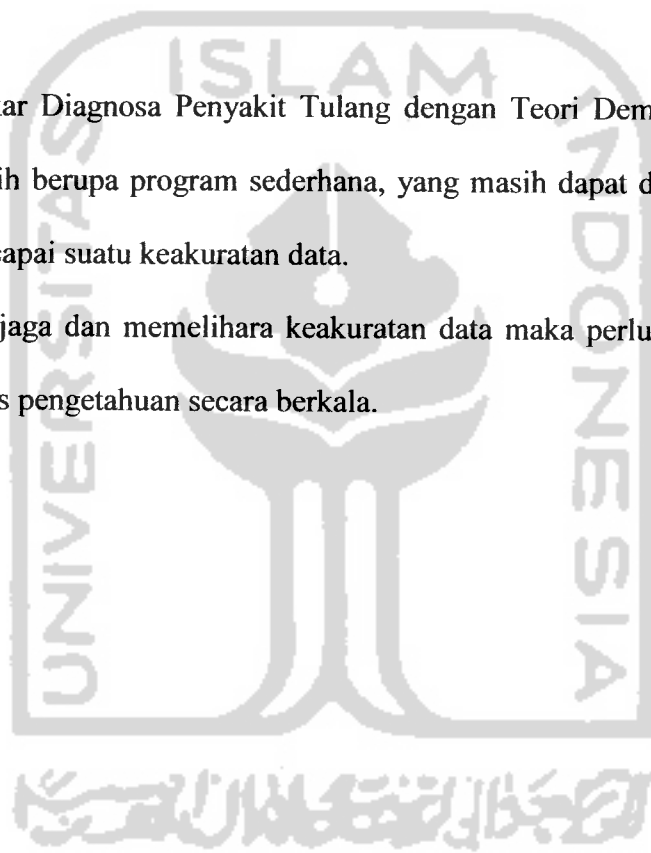 ISLAM
UNIVERSITAS
INDONESIA
ar Diagnosa Penyakit Tulang dengan Teori Dem
ih berupa program sederhana, yang masih dapat d
capai suatu keakuratan data.
jaga dan memelihara keakuratan data maka perlu
s pengetahuan secara berkala.